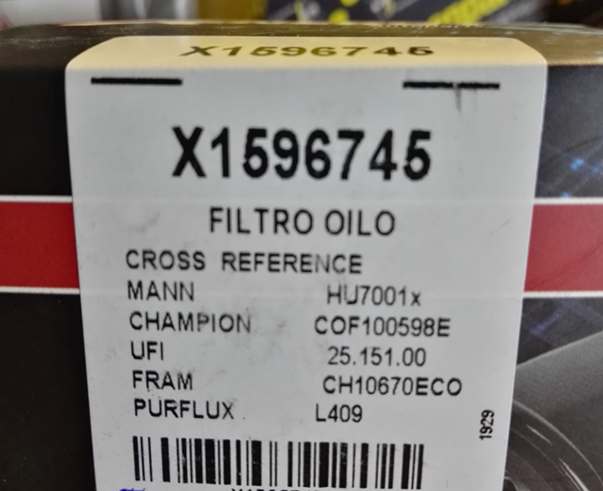 X1596745
X1596745
FILTRO OILO
CROSS REFERENCE
MANN HU7001x
CHAMPION COF100598E
UFI 25.151.00
FRAM CH10670ECO
PURFLUX L409
1929